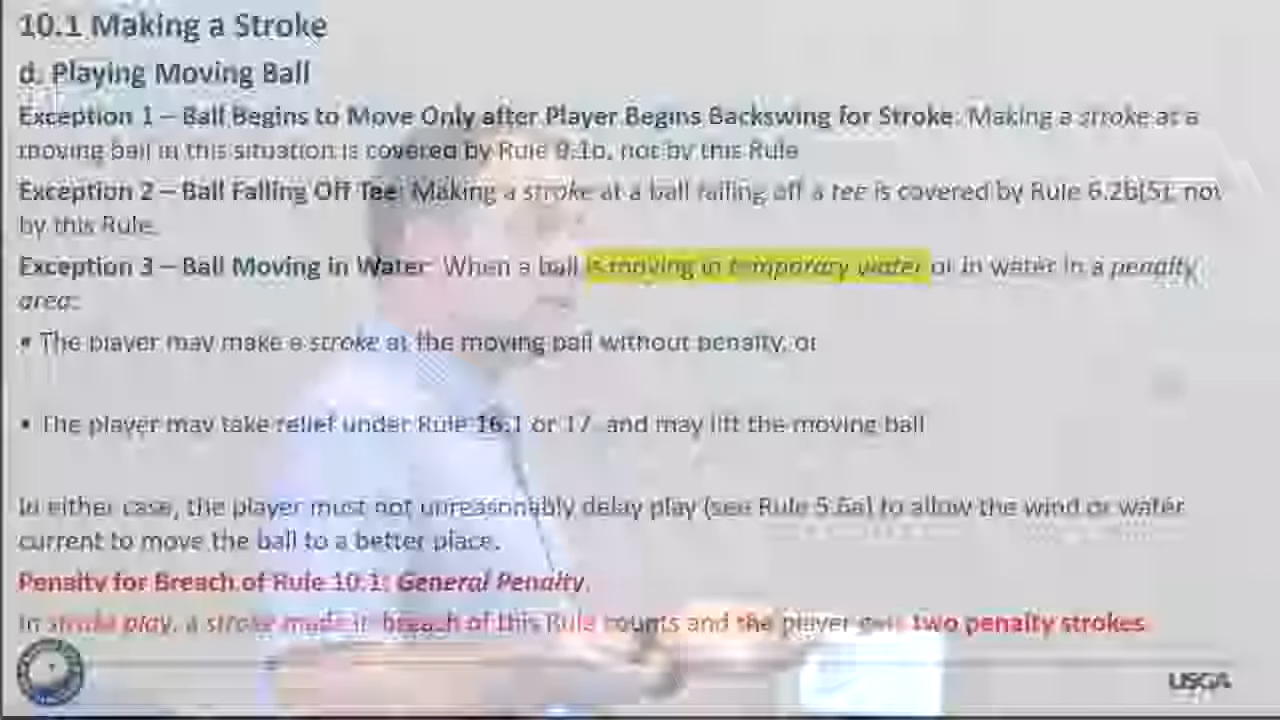 10.1 Making a Stroke
d. Playing Moving Ball
Exception 1 – Ball Begins to Move Only after Player Begins Backswing for Stroke: Making a stroke at a
moving ball in this situation is covered by Rule 9.1b, not by this Rule
Exception 2 – Ball Falling Off Tee: Making a stroke at a ball falling off a tee is covered by Rule 6.2b(5), not
by this Rule.
Exception 3 – Ball Moving in Water: When a ball is moving in temporary water or in water in a penalty
area:
• The player may make a stroke at the moving ball without penalty, or
• The player may take relief under Rule 16.1 or 17, and may lift the moving ball
In either case, the player must not unreasonably delay play (see Rule 5.6a) to allow the wind or water
current to move the ball to a better place.
Penalty for Breach of Rule 10.1: General Penalty.
In stroke play, a stroke made in breach of this Rule counts and the player gets two penalty strokes.
USGA